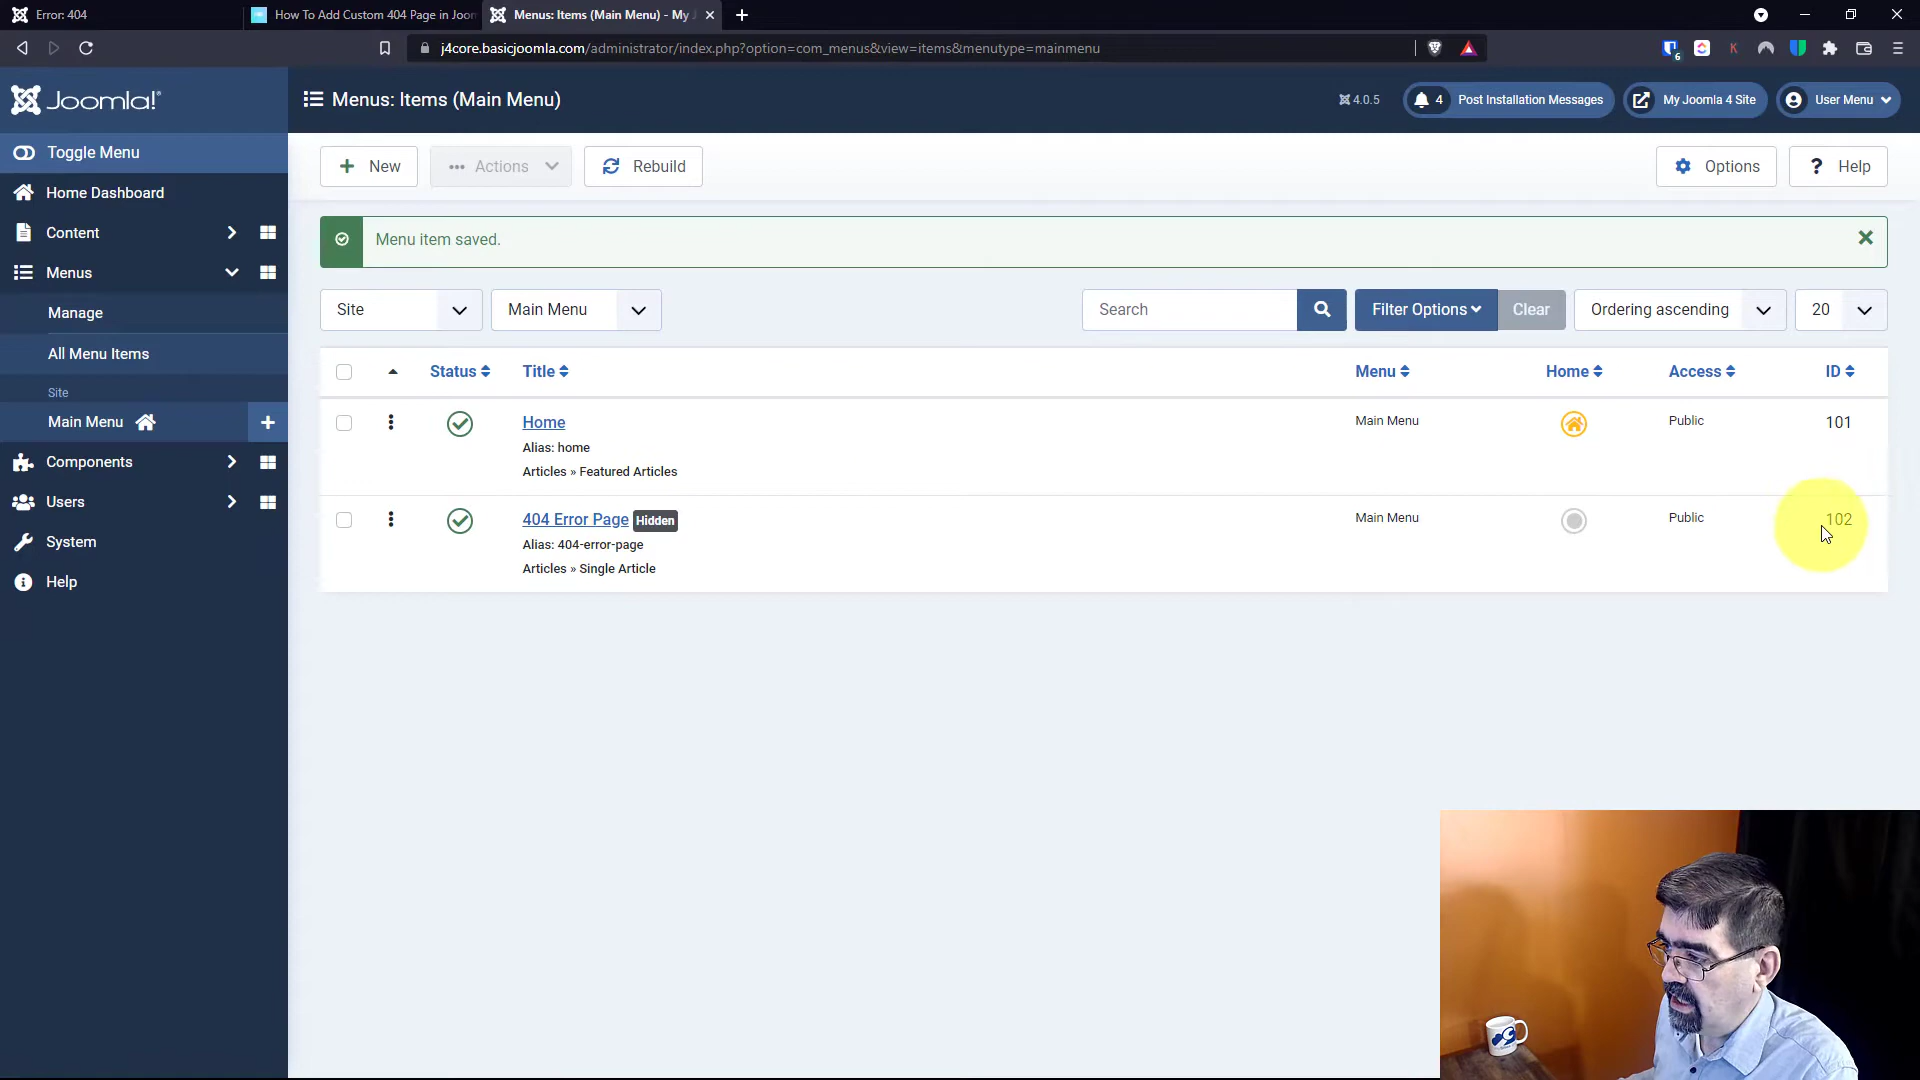 Error: 404
How To Add Custom 404 Page in Joom
Menus: Items (Main Menu) - My J
j4core.basicjoomla.com/administrator/index.php?option=com_menus&view=items&menutype=mainmenu
6
K
Joomla!®
Menus: Items (Main Menu)
4.0.5
4 Post Installation Messages
My Joomla 4 Site
User Menu
Toggle Menu
Home Dashboard
Content
Menus
Manage
All Menu Items
Site
Main Menu
Components
Users
System
Help
New
Actions
Rebuild
Options
Help
Menu item saved.
Site
Main Menu
Search
Filter Options
Clear
Ordering ascending
20
Status Title Menu Home Access ID
Home Main Menu Public 101
Alias: home
Articles » Featured Articles
404 Error Page Hidden Main Menu Public 102
Alias: 404-error-page
Articles » Single Article